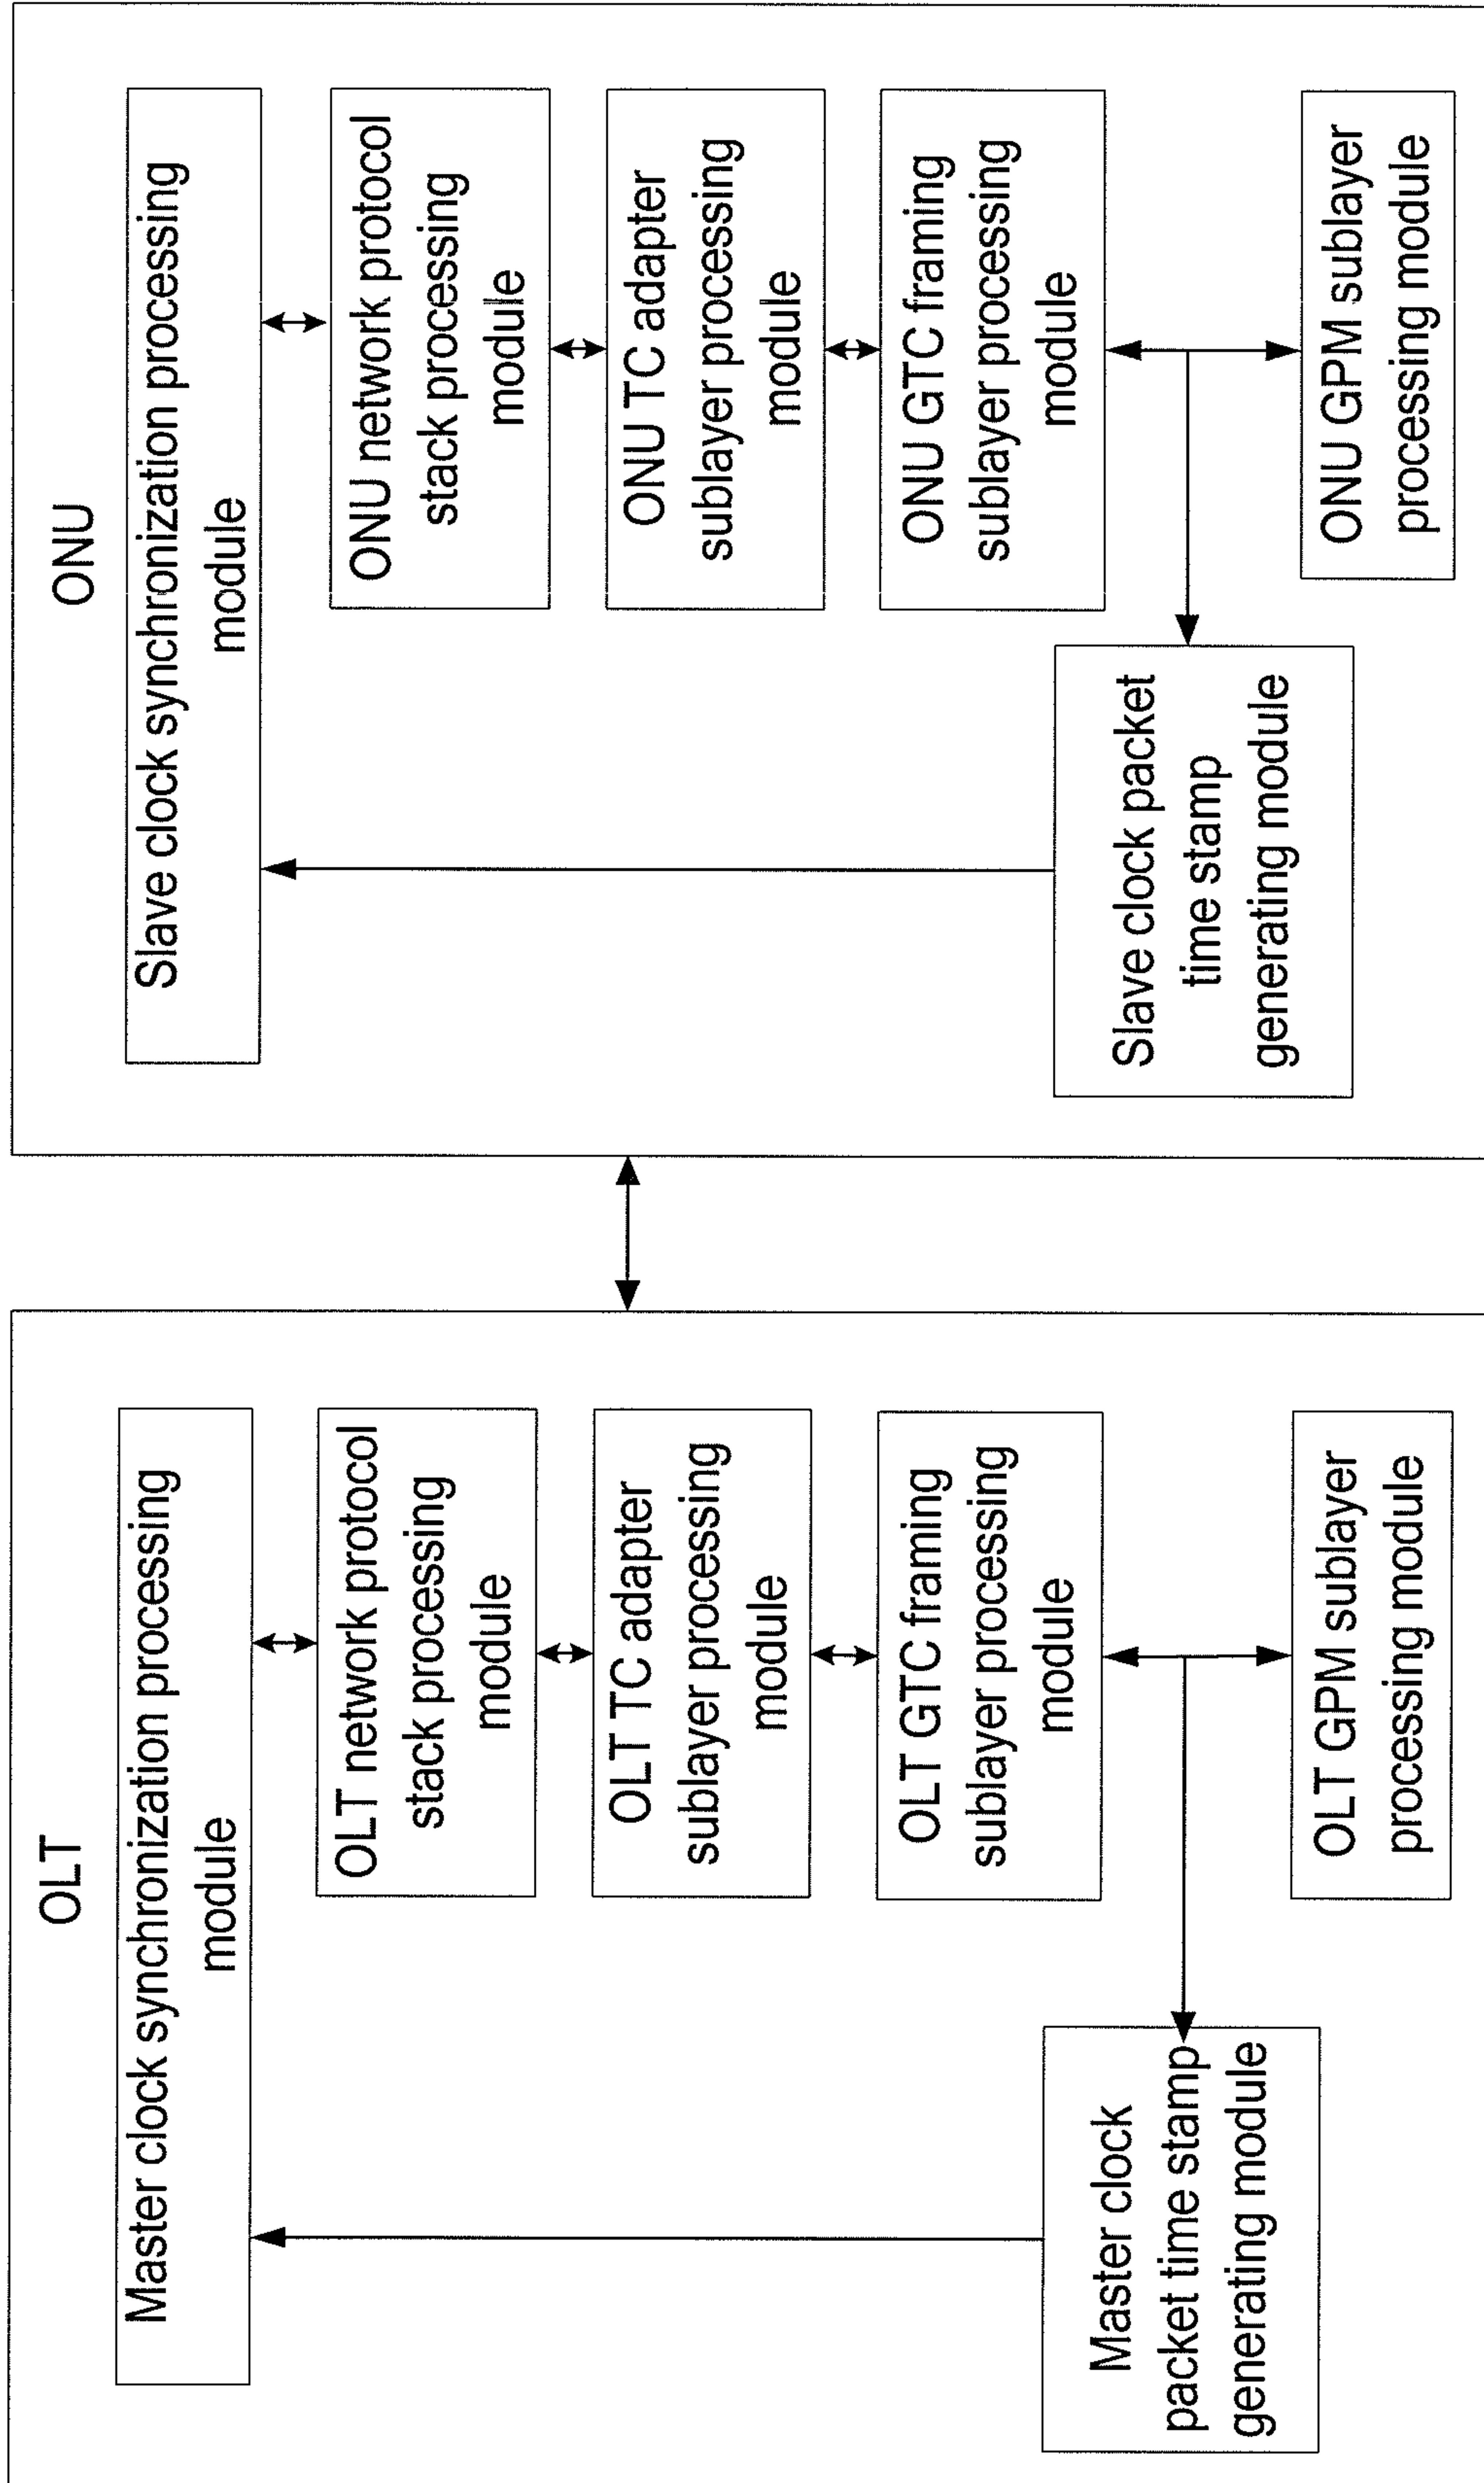 OLT
Master clock synchronization processing
module
OLT network protocol
stack processing
module
OLT TC adapter
sublayer processing
module
OLT GTC framing
sublayer processing
module
Master clock
packet time stamp
generating module
OLT GPM sublayer
processing module
ONU
Slave clock synchronization processing
module
ONU network protocol
stack processing
module
ONU TC adapter
sublayer processing
module
ONU GTC framing
sublayer processing
module
Slave clock packet
time stamp
generating module
ONU GPM sublayer
processing module